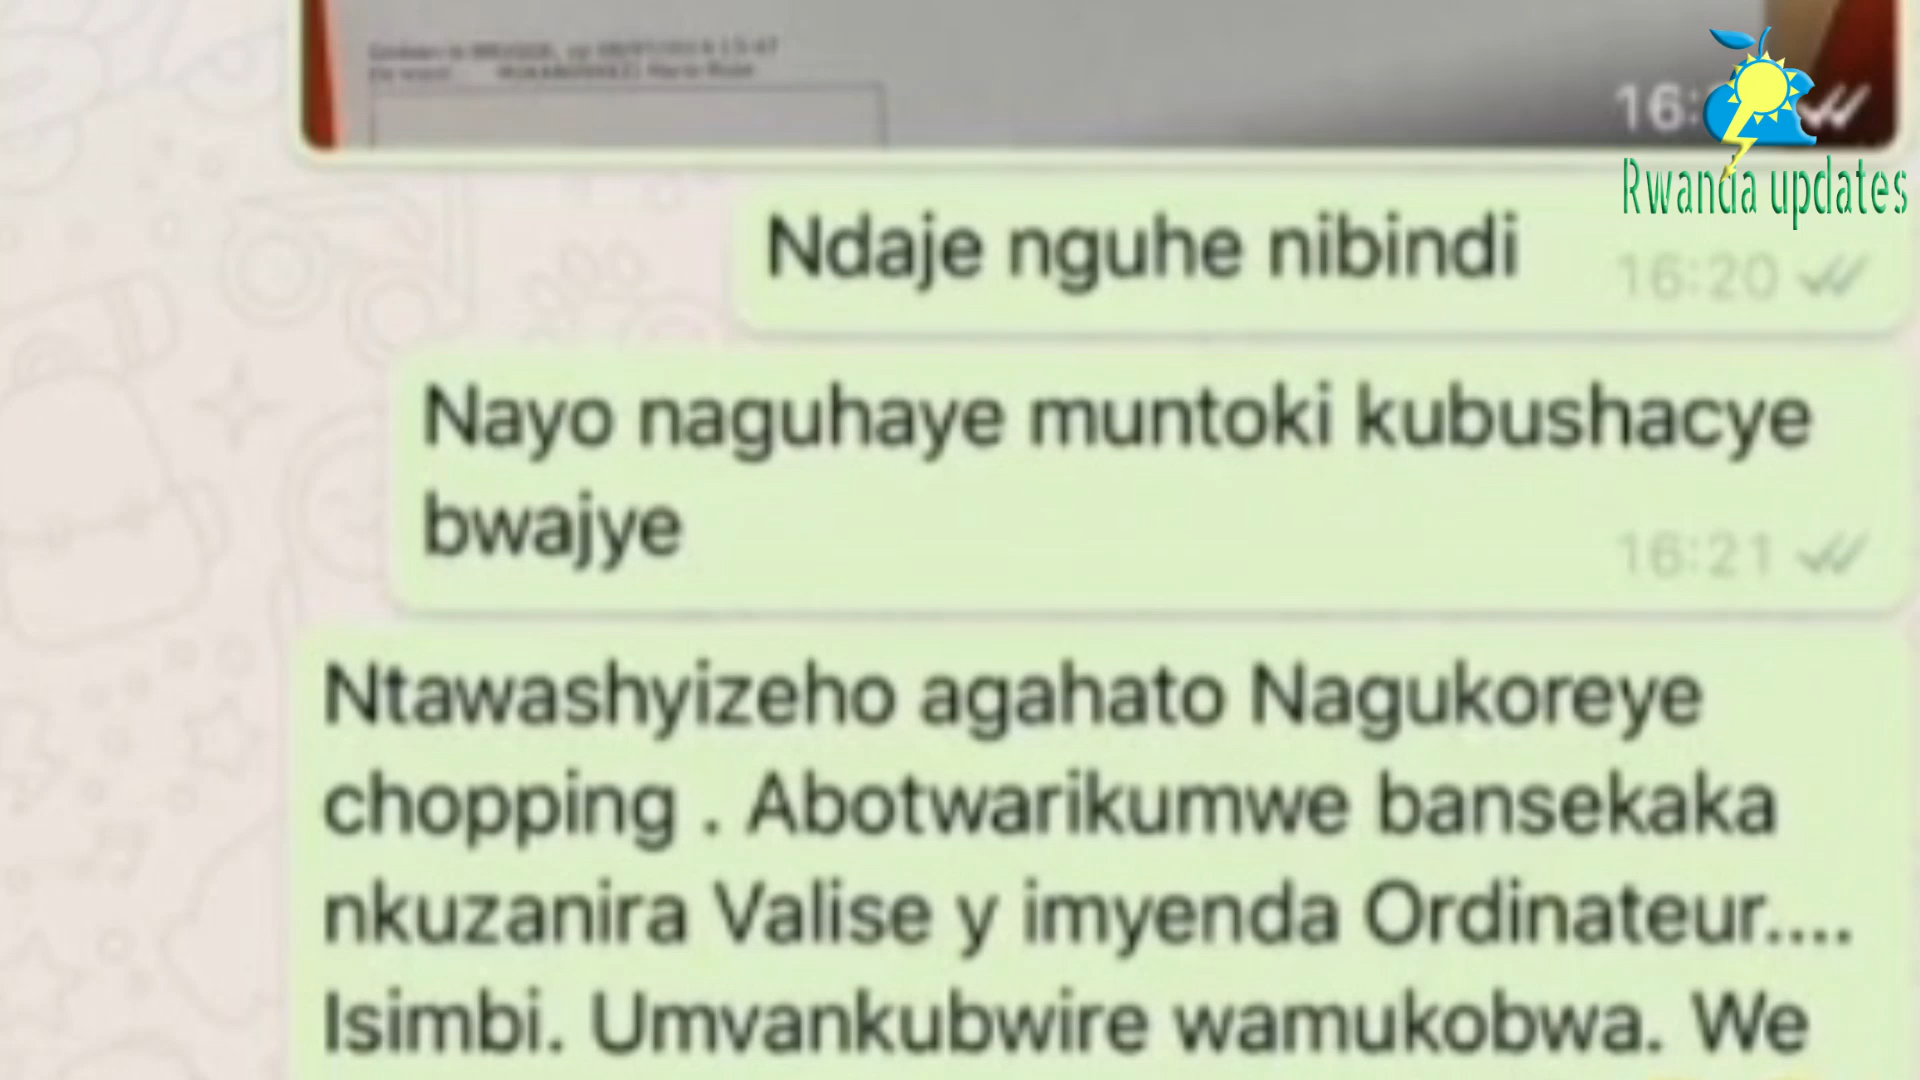 16:
Rwanda updates
Ndaje nguhe nibindi
16:20
Nayo naguhaye muntoki kubushacye
bwajye
16:21
Ntawashyizeho agahato Nagukoreye
chopping . Abotwarikumwe bansekaka
nkuzanira Valise y imyenda Ordinateur....
Isimbi. Umvankubwire wamukobwa. We